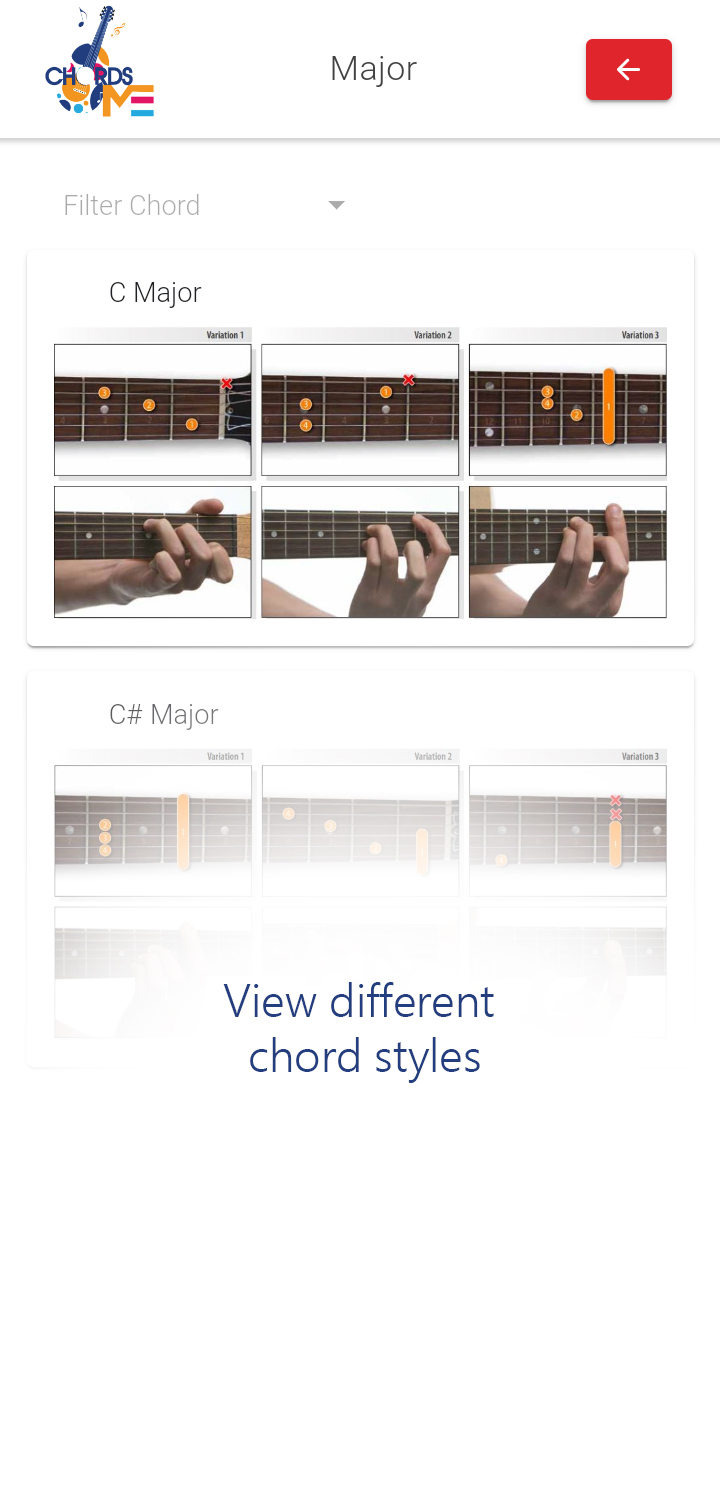 CHORDS
ME
Major
Filter Chord
C Major
Variation 1
Variation 2
Variation 3
3
2
1
1
3
4
3
4
2
1
C# Major
Variation 1
Variation 2
Variation 3
2
3
4
View different
chord styles